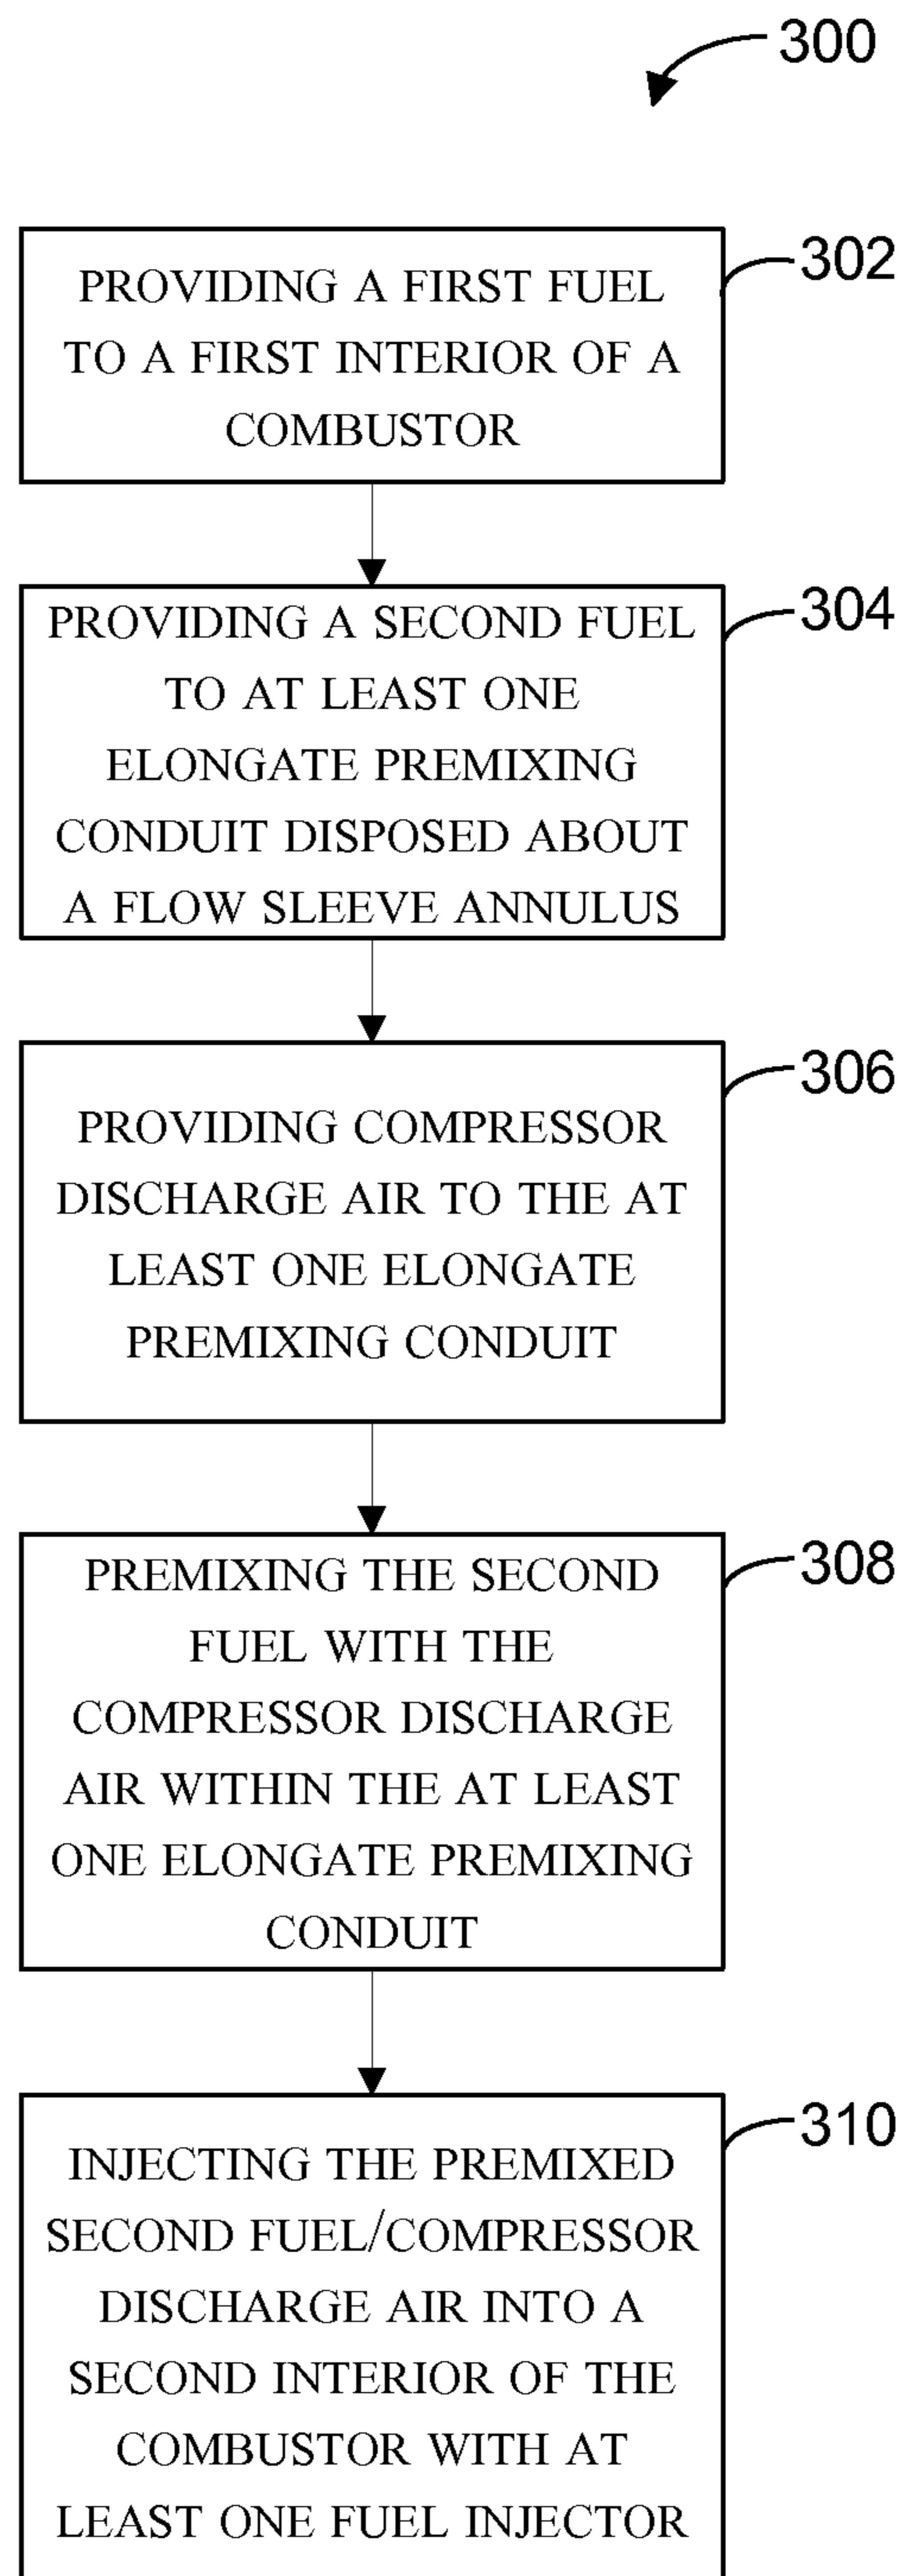 300
302
PROVIDING A FIRST FUEL
TO A FIRST INTERIOR OF A
COMBUSTOR
304
PROVIDING A SECOND FUEL
TO AT LEAST ONE
ELONGATE PREMIXING
CONDUIT DISPOSED ABOUT
A FLOW SLEEVE ANNULUS
306
PROVIDING COMPRESSOR
DISCHARGE AIR TO THE AT
LEAST ONE ELONGATE
PREMIXING CONDUIT
308
PREMIXING THE SECOND
FUEL WITH THE
COMPRESSOR DISCHARGE
AIR WITHIN THE AT LEAST
ONE ELONGATE PREMIXING
CONDUIT
310
INJECTING THE PREMIXED
SECOND FUEL/COMPRESSOR
DISCHARGE AIR INTO A
SECOND INTERIOR OF THE
COMBUSTOR WITH AT
LEAST ONE FUEL INJECTOR